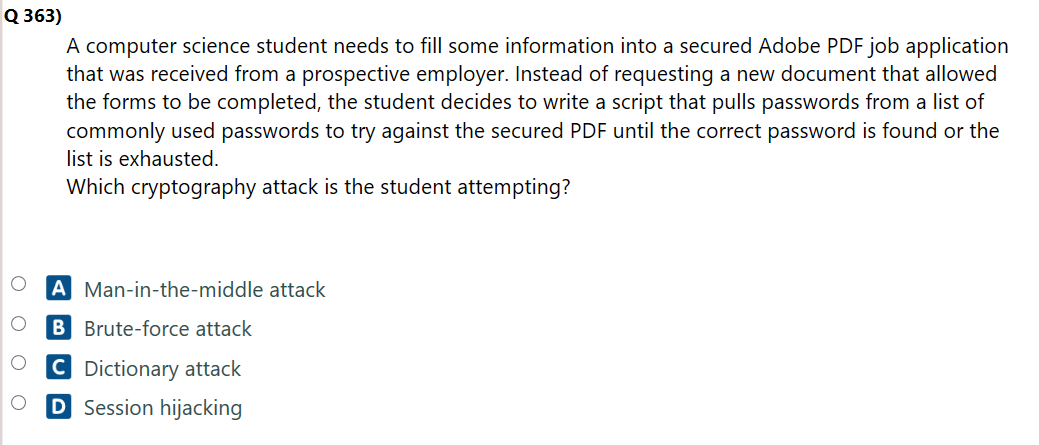 Q 363)
A computer science student needs to fill some information into a secured Adobe PDF job application
that was received from a prospective employer. Instead of requesting a new document that allowed
the forms to be completed, the student decides to write a script that pulls passwords from a list of
commonly used passwords to try against the secured PDF until the correct password is found or the
list is exhausted.
Which cryptography attack is the student attempting?
A Man-in-the-middle attack
B Brute-force attack
C Dictionary attack
D Session hijacking